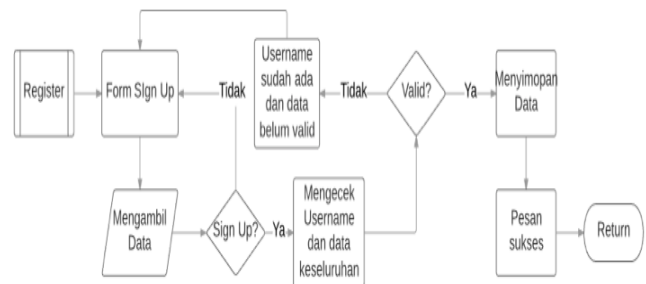 Register
Form SIgn Up
Tidak
Username
sudah ada
dan data
belum valid
Tidak
Valid?
Ya
Menyimopan
Data
Mengambil
Data
Sign Up?
Ya
Mengecek
Username
dan data
keseluruhan
Pesan
sukses
Return